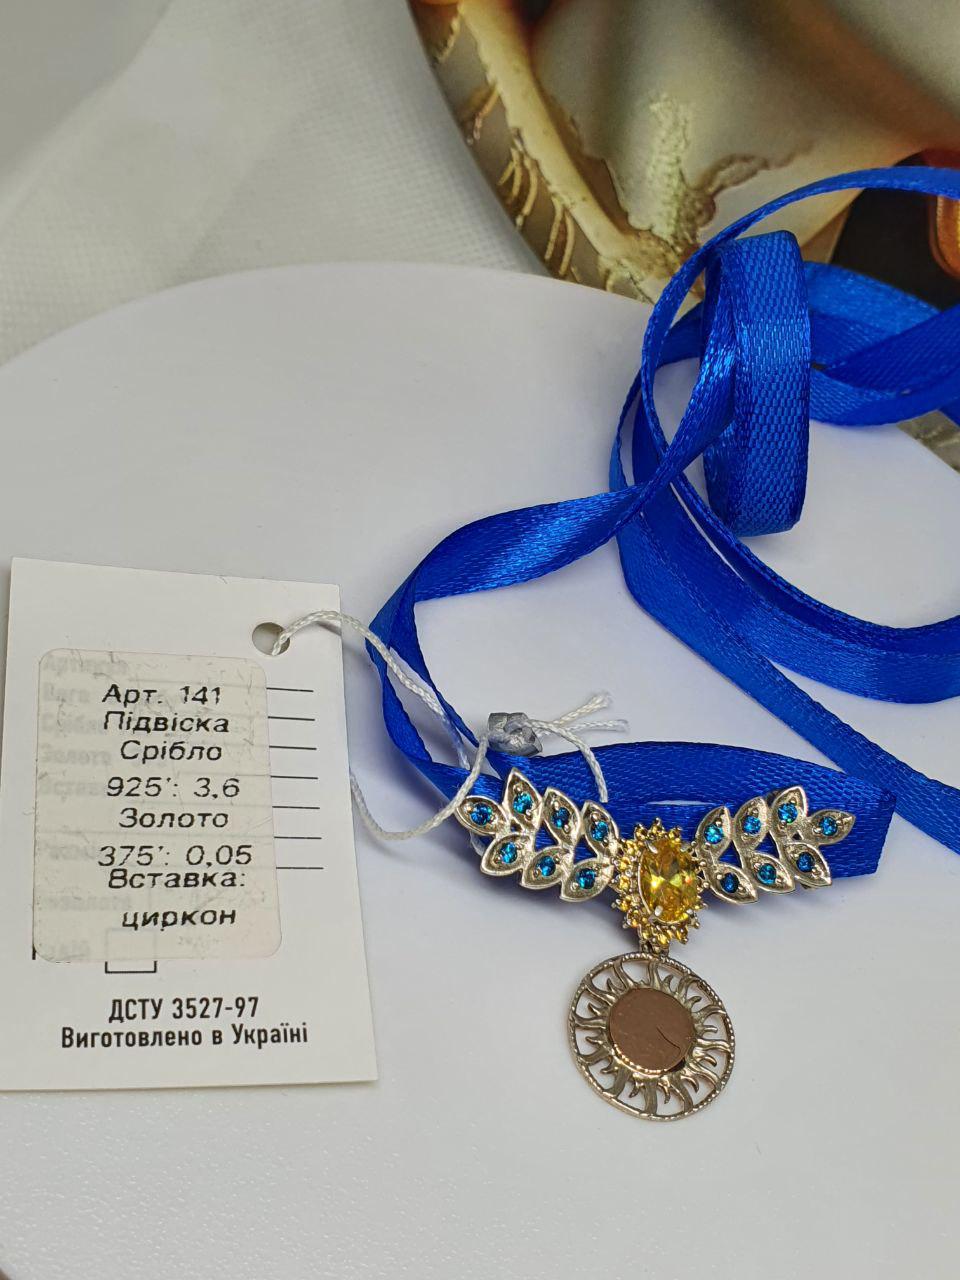 Арт. 141
Підвіска
Срібло
925': 3,6
Золото
375': 0,05
Вставка:
циркон
ДСТУ 3527-97
Виготовлено в Україні